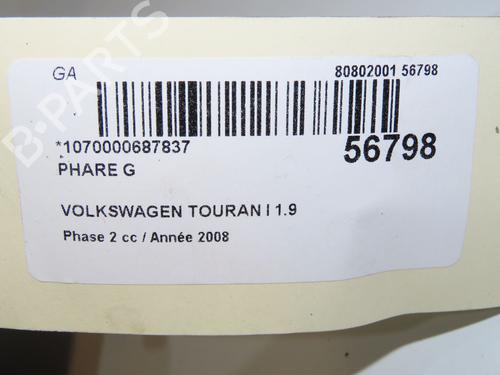 GA
80802001 56798
*1070000687837
56798
PHARE G
VOLKSWAGEN TOURAN I 1.9
Phase 2 cc / Année 2008
B-PARTS